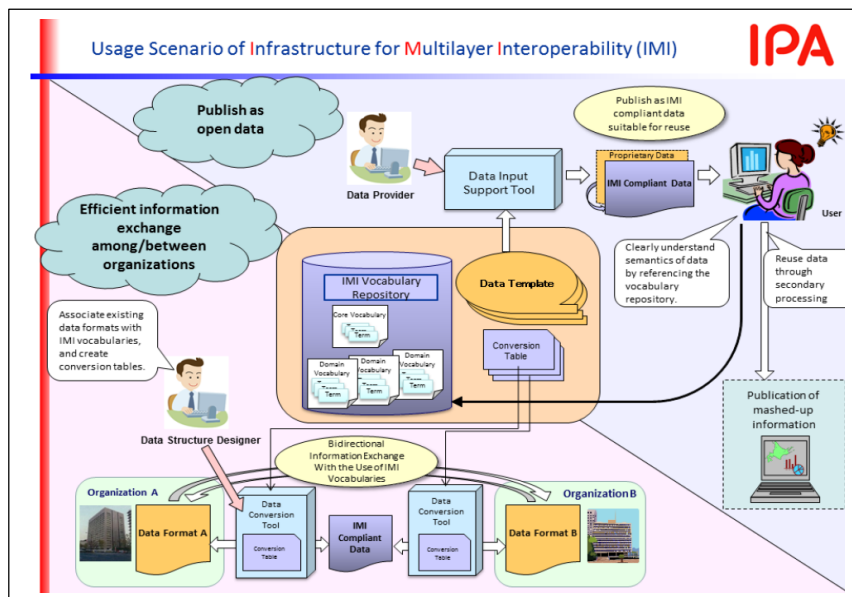 Usage Scenario of Infrastructure for Multilayer Interoperability (IMI)
IPA
Publish as
open data
Data Provider
Data Input
Support Tool
Publish as IMI
compliant data
suitable for reuse
Proprietary Data
IMI Compliant Data
User
Efficient information
exchange
among/between
organizations
Clearly understand
semantics of data
by referencing the
vocabulary
repository.
Reuse data
through
secondary
processing
IMI Vocabulary
Repository
Core Vocabulary
Term
Domain
Vocabulary
Term
Domain
Vocabulary
Term
Domain
Vocabulary
Term
Data Template
Conversion
Table
Associate existing
data formats with
IMI vocabularies,
and create
conversion tables.
Data Structure Designer
Publication of
mashed-up
information
Bidirectional
Information Exchange
With the Use of IMI
Vocabularies
Organization A
Data Format A
Data
Conversion
Tool
Conversion
Table
IMI
Compliant
Data
Data
Conversion
Tool
Conversion
Table
Organization B
Data Format B